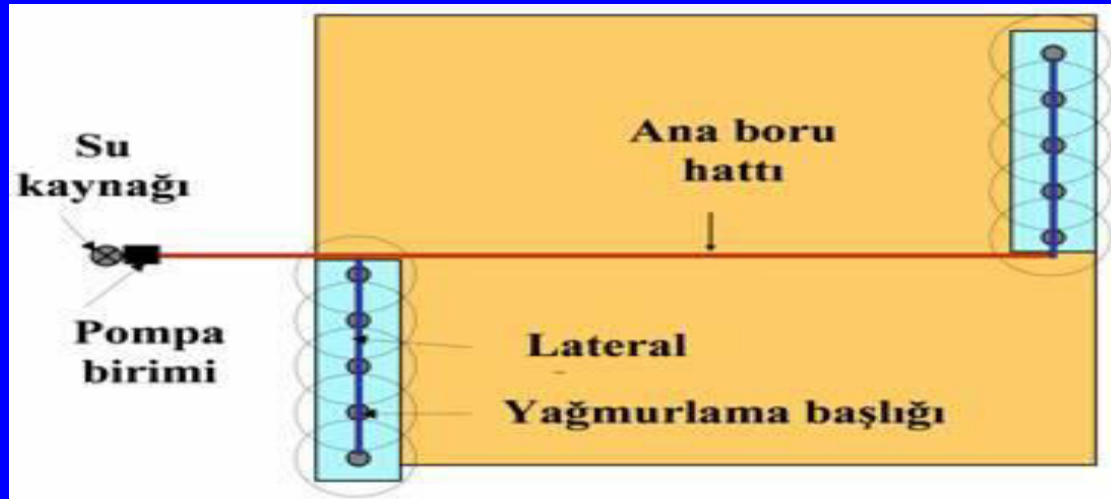 Su
kaynağı
Ana boru
hattı
Pompa
birimi
Lateral
Yağmurlama başlığı